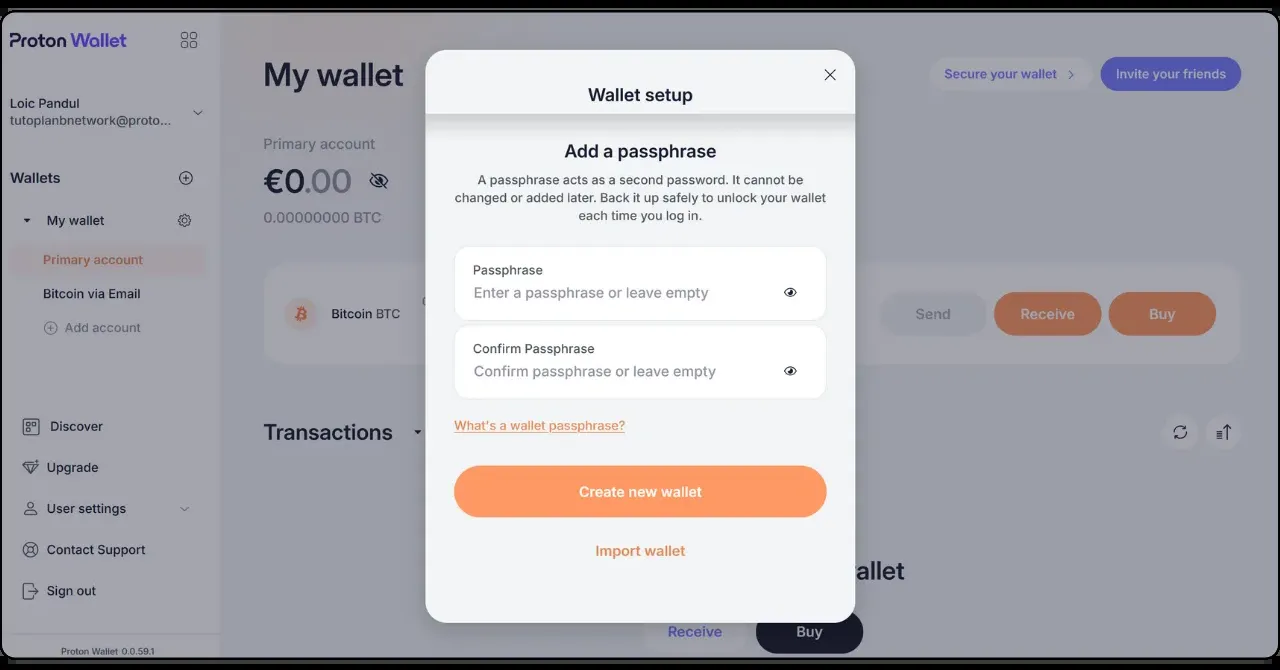 Proton Wallet
Loic Pandul
tutoplanbnetwork@proto...
Wallets
My wallet
Primary account
Bitcoin via Email
Add account
Discover
Upgrade
User settings
Contact Support
Sign out
Proton Wallet 0.0.59.1
My wallet
Secure your wallet
Invite your friends
Primary account
€0.00
0.00000000 BTC
Bitcoin BTC
Send
Receive
Buy
Transactions
Wallet setup
Add a passphrase
A passphrase acts as a second password. It cannot be
changed or added later. Back it up safely to unlock your wallet
each time you log in.
Passphrase
Enter a passphrase or leave empty
Confirm Passphrase
Confirm passphrase or leave empty
What's a wallet passphrase?
Create new wallet
Import wallet
allet
Receive
Buy